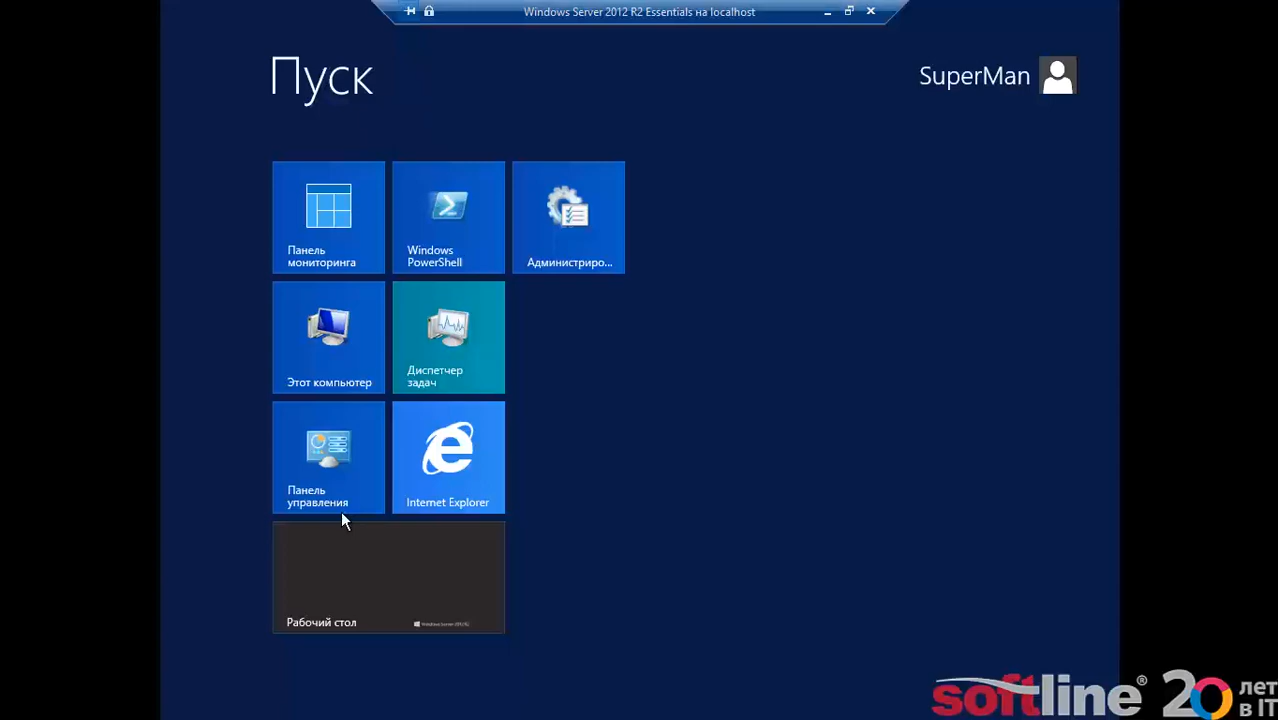 Windows Server 2012 R2 Essentials на localhost
Пуск
SuperMan
Панель
мониторинга
Windows
PowerShell
Администриро...
Этот компьютер
Диспетчер
задач
Панель
управления
Internet Explorer
Рабочий стол
softline® 20 лет
в IT